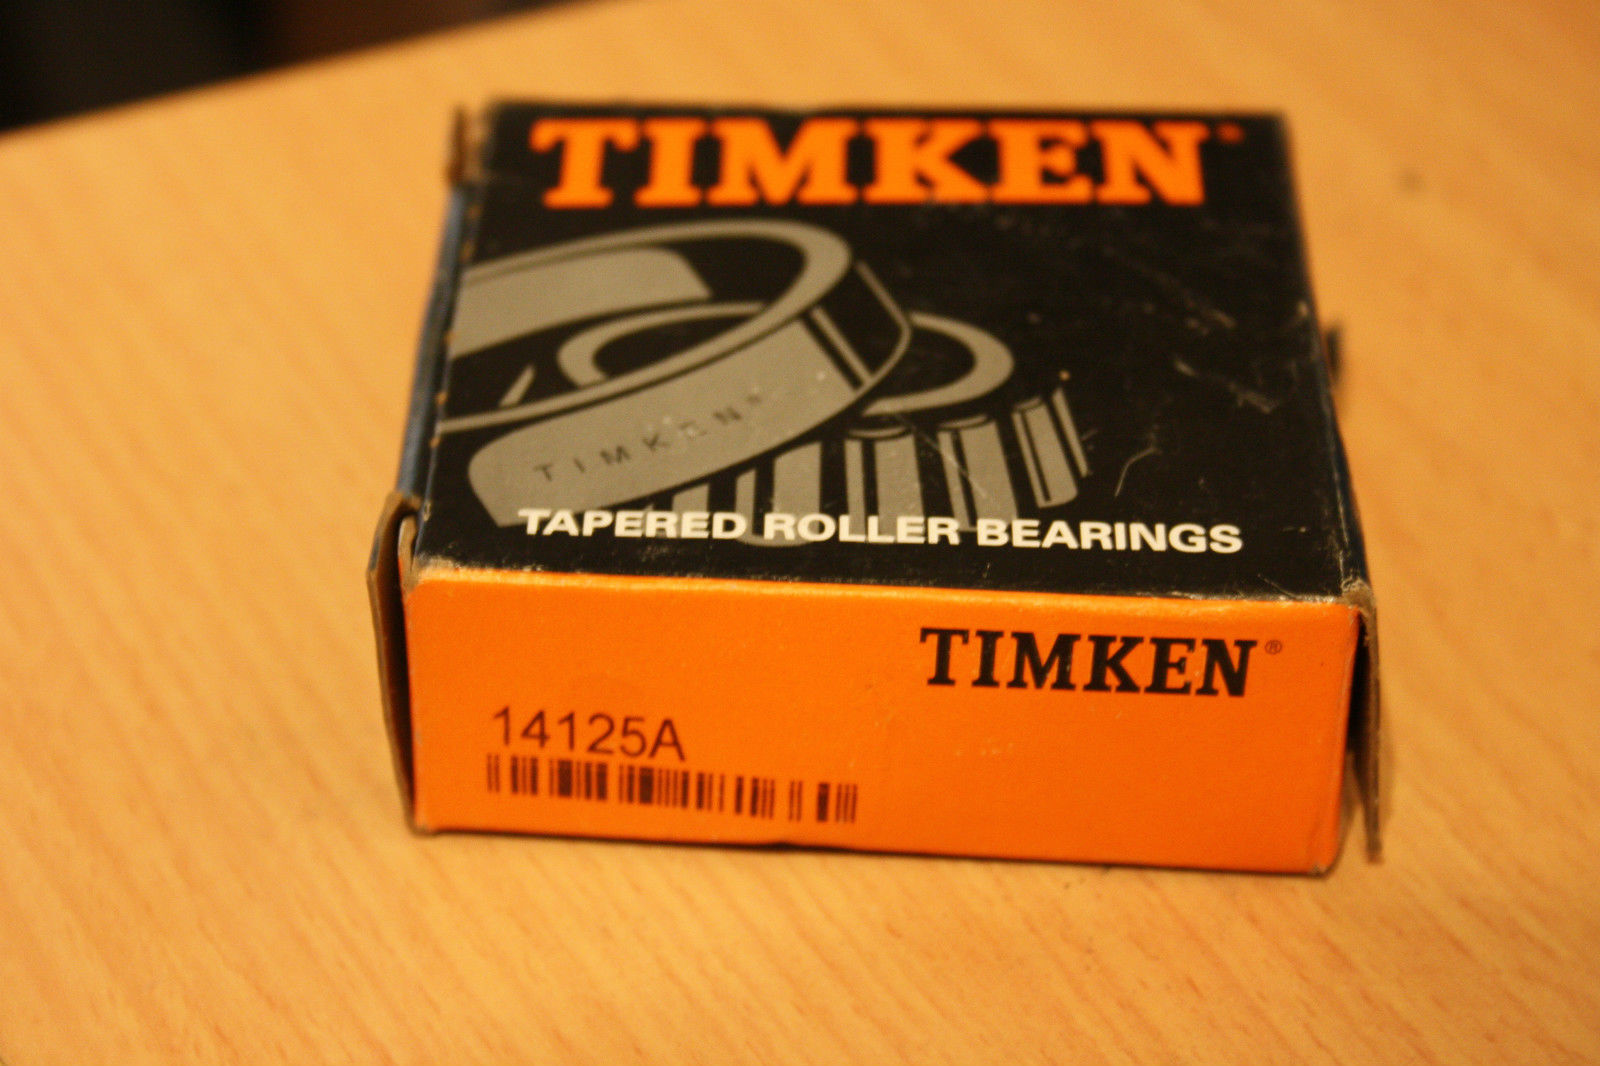 TIMKEN
TIMKEN®
TAPERED ROLLER BEARINGS
TIMKEN®
14125A